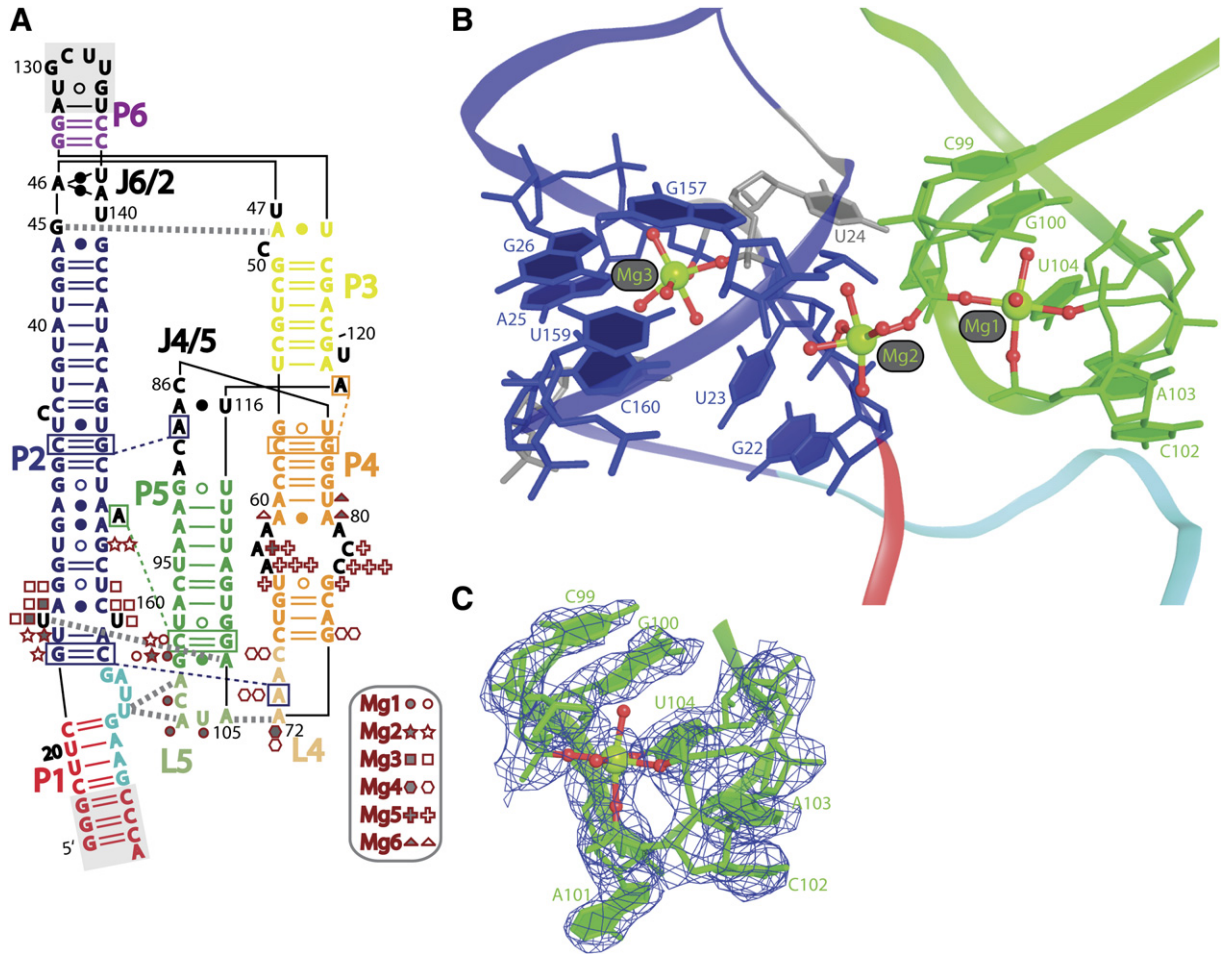 A
B
C U U
130 G U
U G
A U P6
G C
G C
46 A U J6/2
A 47 U
U 140
45 G A U
A G C
G C 50 G C
G C C G P3
U A U A
40 A U G C 120
U A J4/5 C G U
G C U A
U A 86 C A
C C G A U 116
U U A G U
P2 C G C C G P4
G C A C G
G U P5 G U C G
A A A A U 60 C U
G A A U A A 80
U G A U A A
G C 95 A A A C
G U U A A C
G C C G U G
A C 160 A U C C
U U U G G A
U A C G U G
G C G A C
G A A A
U C A
C U A U A 105 A 72
20 U G L5 L4
U A
P1 U A
C G
G C
G C
G C
5' G A
Mg1
Mg2
Mg3
Mg4
Mg5
Mg6
C99
G157
G100
U24
G26
Mg3
U104
A25
Mg1
U159
Mg2
A103
C160
U23
G22
C102
C
C99
G100
U104
A103
C102
A101